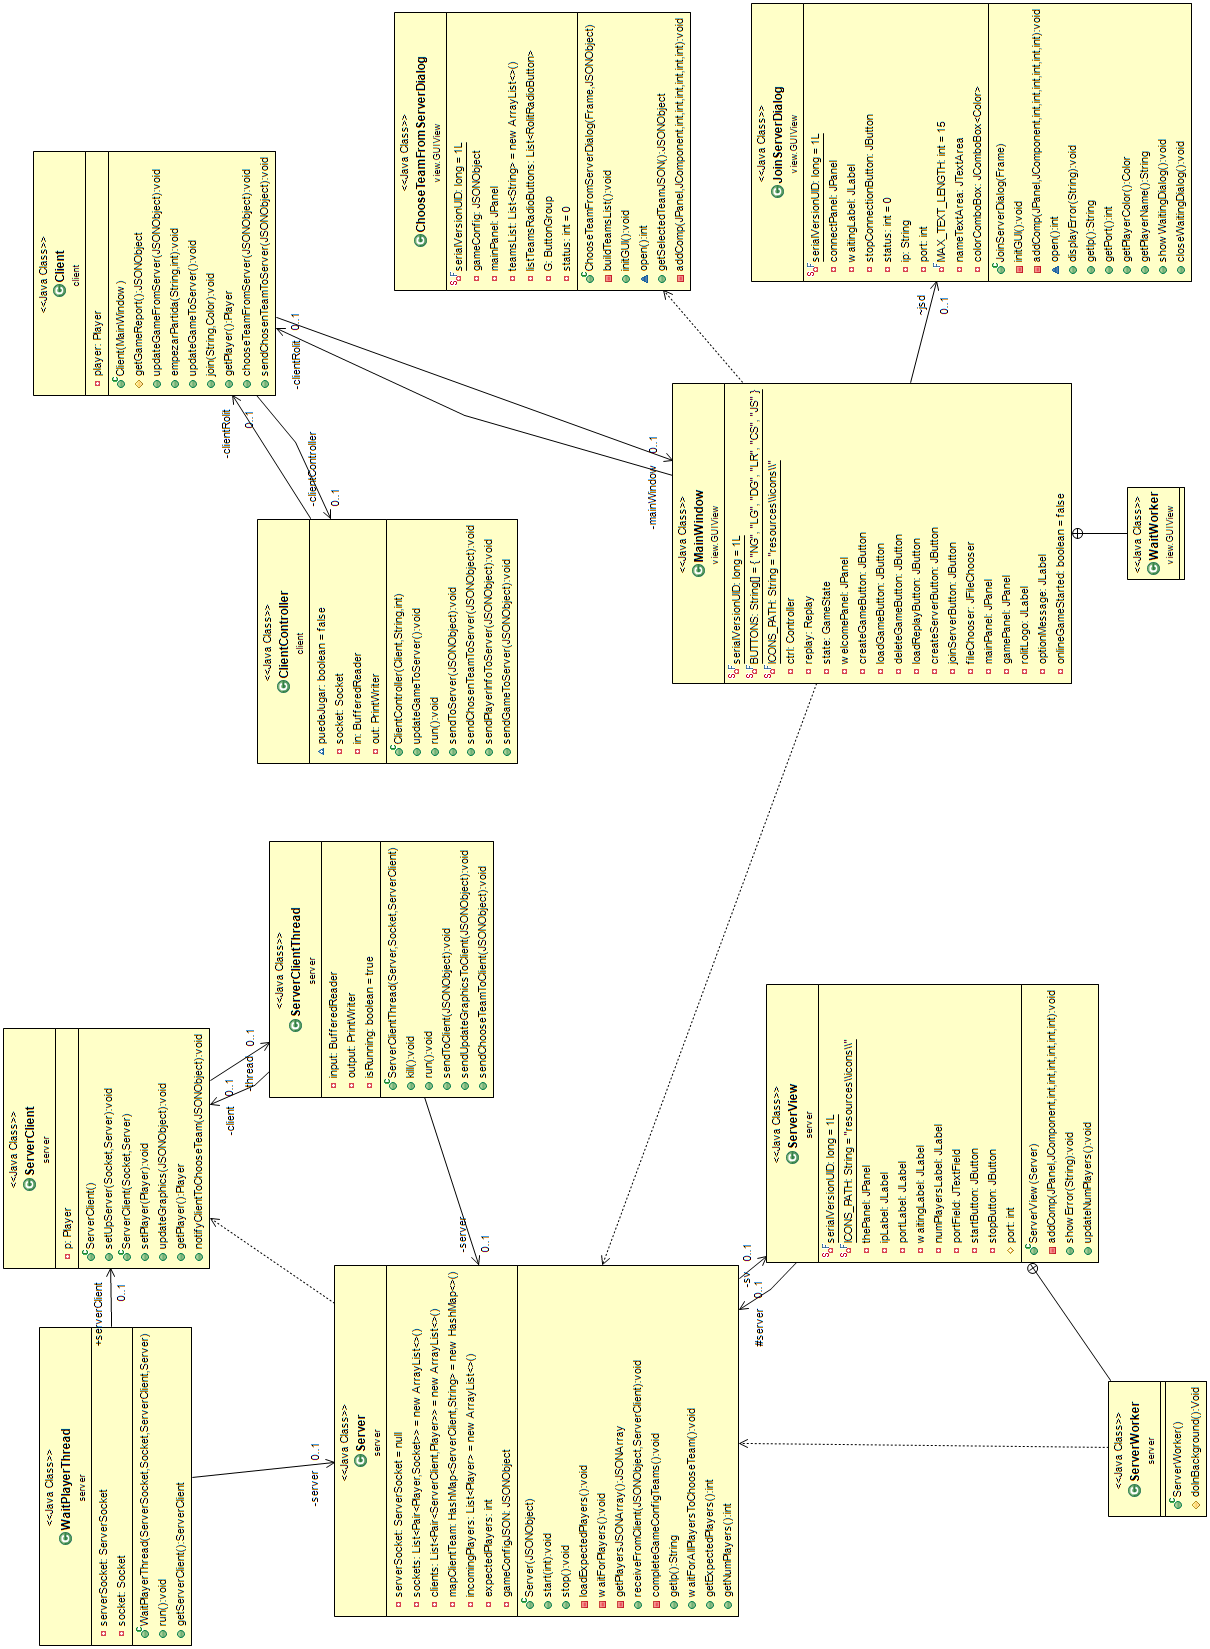 <<Java Class>>
Client
client
player: Player
Client(MainWindow)
getGameReport():JSONObject
updateGameFromServer(JSONObject):void
empezarPartida(String,int):void
updateGameToServer():void
join(String,Color):void
getPlayer():Player
chooseTeamFromServer(JSONObject):void
sendChosenTeamToServer(JSONObject):void
<<Java Class>>
ChooseTeamFromServerDialog
view.GUIView
serialVersionUID: long = 1L
gameConfig: JSONObject
mainPanel: JPanel
teamsList: List<String> = new ArrayList<>()
listTeamsRadioButtons: List<RolitRadioButton>
G: ButtonGroup
status: int = 0
ChooseTeamFromServerDialog(Frame,JSONObject)
buildTeamsList():void
initGUI():void
open():int
getSelectedTeamJSON():JSONObject
addComp(JPanel,JComponent,int,int,int,int,int):void
<<Java Class>>
JoinServerDialog
view.GUIView
serialVersionUID: long = 1L
connectPanel: JPanel
waitingLabel: JLabel
stopConnectionButton: JButton
status: int = 0
ip: String
port: int
MAX_TEXT_LENGTH: int = 15
nameTextArea: JTextArea
colorComboBox: JComboBox<Color>
JoinServerDialog(Frame)
initGUI():void
addComp(JPanel,JComponent,int,int,int,int,int):void
open():int
displayError(String):void
getIp():String
getPort():int
getPlayerColor():Color
getPlayerName():String
showWaitingDialog():void
closeWaitingDialog():void
-clientRolit
0..1
-clientController
0..1
-clientRolit
0..1
-mainWindow
0..1
~jsd
0..1
<<Java Class>>
ClientController
client
puedeJugar: boolean = false
socket: Socket
in: BufferedReader
out: PrintWriter
ClientController(Client,String,int)
updateGameToServer():void
run():void
sendToServer(JSONObject):void
sendChosenTeamToServer(JSONObject):void
sendPlayerInfoToServer(JSONObject):void
sendGameToServer(JSONObject):void
<<Java Class>>
MainWindow
view.GUIView
serialVersionUID: long = 1L
BUTTONS: String[] = { "NG", "LG", "DG", "LR", "CS", "JS" }
ICONS_PATH: String = "resources\\icons\\"
ctrl: Controller
replay: Replay
state: GameState
welcomePanel: JPanel
createGameButton: JButton
loadGameButton: JButton
deleteGameButton: JButton
loadReplayButton: JButton
createServerButton: JButton
joinServerButton: JButton
fileChooser: JFileChooser
mainPanel: JPanel
gamePanel: JPanel
rolitLogo: JLabel
optionMessage: JLabel
onlineGameStarted: boolean = false
<<Java Class>>
WaitWorker
view.GUIView
<<Java Class>>
ServerClient
server
p: Player
ServerClient()
setUpServer(Socket,Server):void
ServerClient(Socket,Server)
setPlayer(Player):void
updateGraphics(JSONObject):void
getPlayer():Player
notifyClientToChooseTeam(JSONObject):void
<<Java Class>>
ServerClientThread
server
input: BufferedReader
output: PrintWriter
isRunning: boolean = true
ServerClientThread(Server,Socket,ServerClient)
kill():void
run():void
sendToClient(JSONObject):void
sendUpdateGraphicsToClient(JSONObject):void
sendChooseTeamToClient(JSONObject):void
-thread
0..1
-client
0..1
-server
0..1
+serverClient
0..1
-server
0..1
-sv
0..1
#server
0..1
<<Java Class>>
ServerView
server
serialVersionUID: long = 1L
ICONS_PATH: String = "resources\\icons\\"
thePanel: JPanel
ipLabel: JLabel
portLabel: JLabel
waitingLabel: JLabel
numPlayersLabel: JLabel
portField: JTextField
startButton: JButton
stopButton: JButton
port: int
ServerView(Server)
addComp(JPanel,JComponent,int,int,int,int,int):void
showError(String):void
updateNumPlayers():void
<<Java Class>>
WaitPlayerThread
server
serverSocket: ServerSocket
socket: Socket
WaitPlayerThread(ServerSocket,Socket,ServerClient,Server)
run():void
getServerClient():ServerClient
<<Java Class>>
Server
server
serverSocket: ServerSocket = null
sockets: List<Pair<Player,Socket>> = new ArrayList<>()
clients: List<Pair<ServerClient,Player>> = new ArrayList<>()
mapClientTeam: HashMap<ServerClient,String> = new HashMap<>()
incomingPlayers: List<Player> = new ArrayList<>()
expectedPlayers: int
gameConfigJSON: JSONObject
Server(JSONObject)
start(int):void
stop():void
loadExpectedPlayers():void
waitForPlayers():void
getPlayersJSONArray():JSONArray
receiveFromClient(JSONObject,ServerClient):void
completeGameConfigTeams():void
getIp():String
waitForAllPlayersToChooseTeam():void
getExpectedPlayers():int
getNumPlayers():int
<<Java Class>>
ServerWorker
server
ServerWorker()
doInBackground():Void